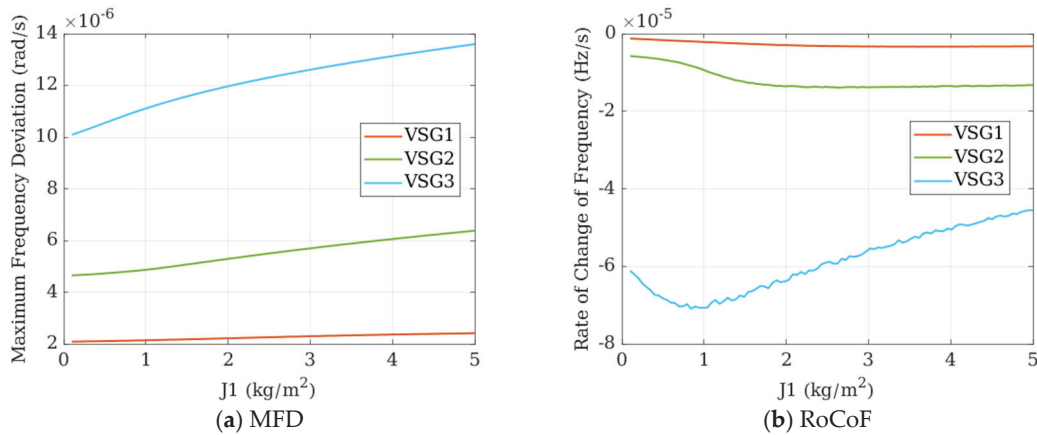 ×10⁻⁶
14
12
10
8
6
4
2
Maximum Frequency Deviation (rad/s)
VSG1
VSG2
VSG3
0 1 2 3 4 5
J1 (kg/m²)
(a) MFD
×10⁻⁵
0
-2
-4
-6
-8
Rate of Change of Frequency (Hz/s)
VSG1
VSG2
VSG3
0 1 2 3 4 5
J1 (kg/m²)
(b) RoCoF